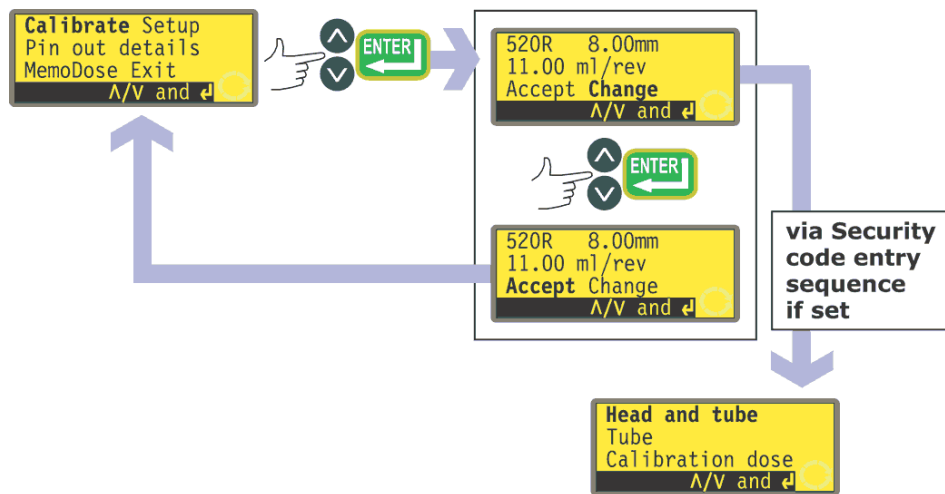 Calibrate Setup
Pin out details
MemoDose Exit
∧/∨ and ↲
ENTER
520R 8.00mm
11.00 ml/rev
Accept Change
∧/∨ and ↲
ENTER
520R 8.00mm
11.00 ml/rev
Accept Change
∧/∨ and ↲
via Security
code entry
sequence
if set
Head and tube
Tube
Calibration dose
∧/∨ and ↲